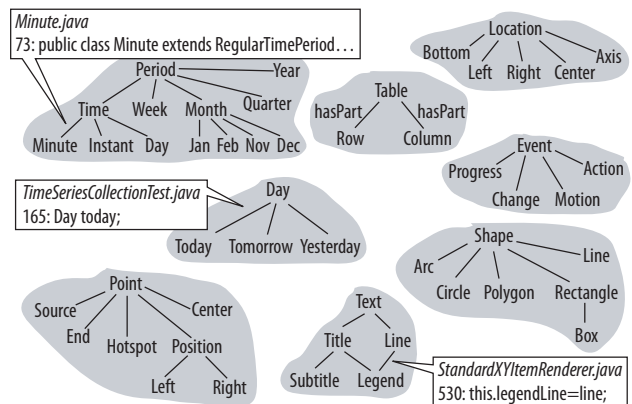 Minute.java
73: public class Minute extends RegularTimePeriod...
Period
Year
Time
Week
Month
Quarter
Minute
Instant
Day
Jan
Feb
Nov
Dec
Table
hasPart
hasPart
Row
Column
Location
Bottom
Left
Right
Center
Axis
Event
Progress
Change
Motion
Action
TimeSeriesCollectionTest.java
165: Day today;
Day
Today
Tomorrow
Yesterday
Shape
Arc
Circle
Polygon
Rectangle
Line
Box
Point
Source
End
Hotspot
Position
Center
Left
Right
Text
Title
Line
Subtitle
Legend
StandardXYItemRenderer.java
530: this.legendLine=line;